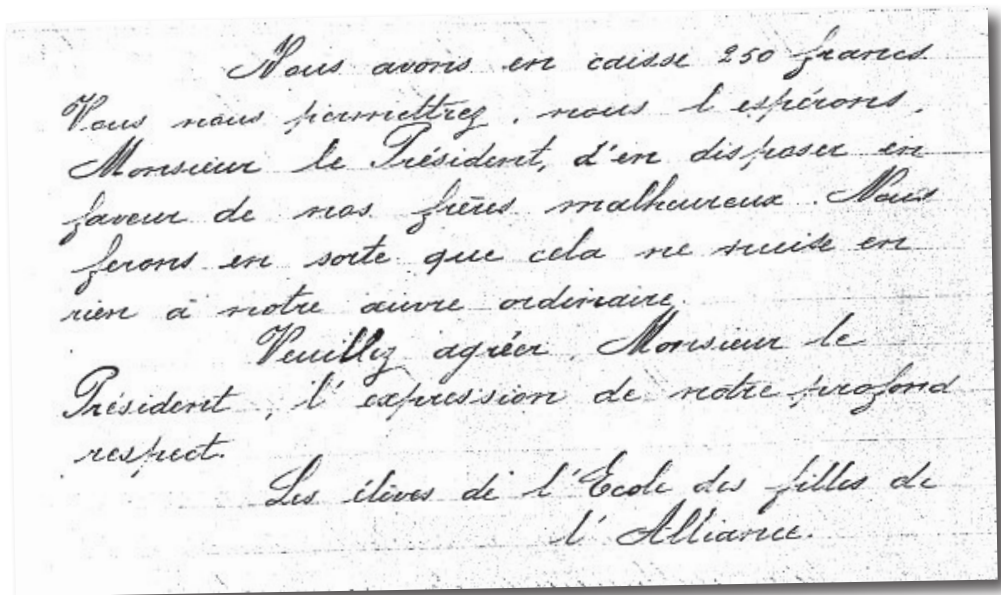 Nous avons en caisse 250 francs.
Vous nous permettrez, nous l'espérons,
Monsieur le Président, d'en disposer en
faveur de nos frères malheureux. Nous
ferons en sorte que cela ne nuise en
rien à notre œuvre ordinaire.
Veuillez agréer, Monsieur le
Président, l'expression de notre profond
respect.
Les élèves de l'Ecole des filles de
l'Alliance.